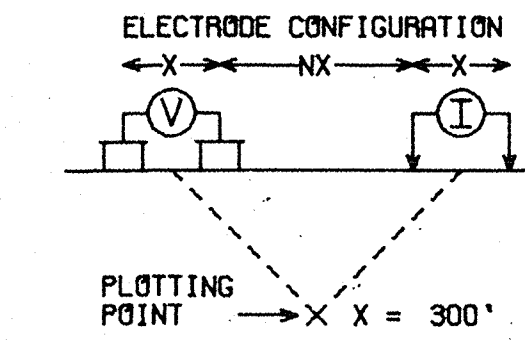 ELECTRODE CONFIGURATION
X NX X
V I
PLOTTING
POINT X X = 300'